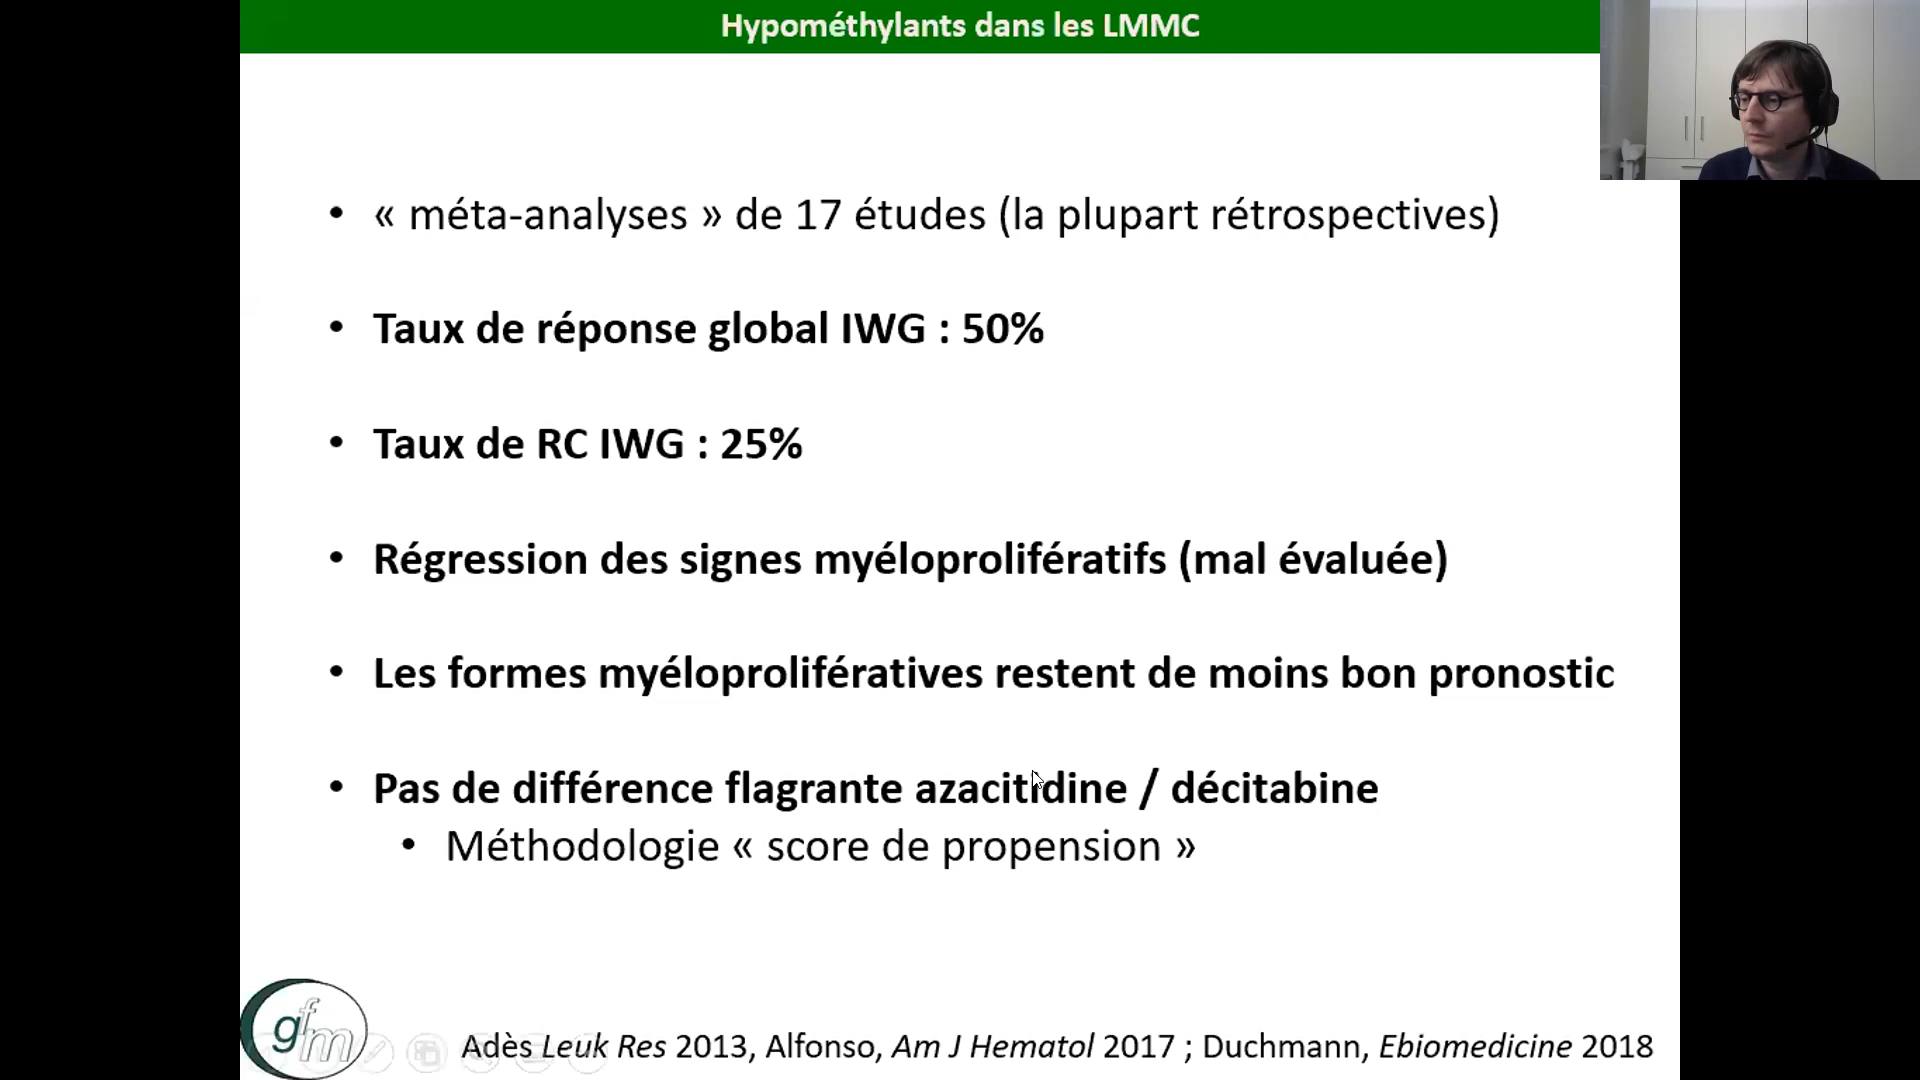 Hypométhylants dans les LMMC
• « méta-analyses » de 17 études (la plupart rétrospectives)
• Taux de réponse global IWG : 50%
• Taux de RC IWG : 25%
• Régression des signes myéloprolifératifs (mal évaluée)
• Les formes myéloprolifératives restent de moins bon pronostic
• Pas de différence flagrante azacitidine / décitabine
• Méthodologie « score de propension »
gfm
Adès Leuk Res 2013, Alfonso, Am J Hematol 2017 ; Duchmann, Ebiomedicine 2018